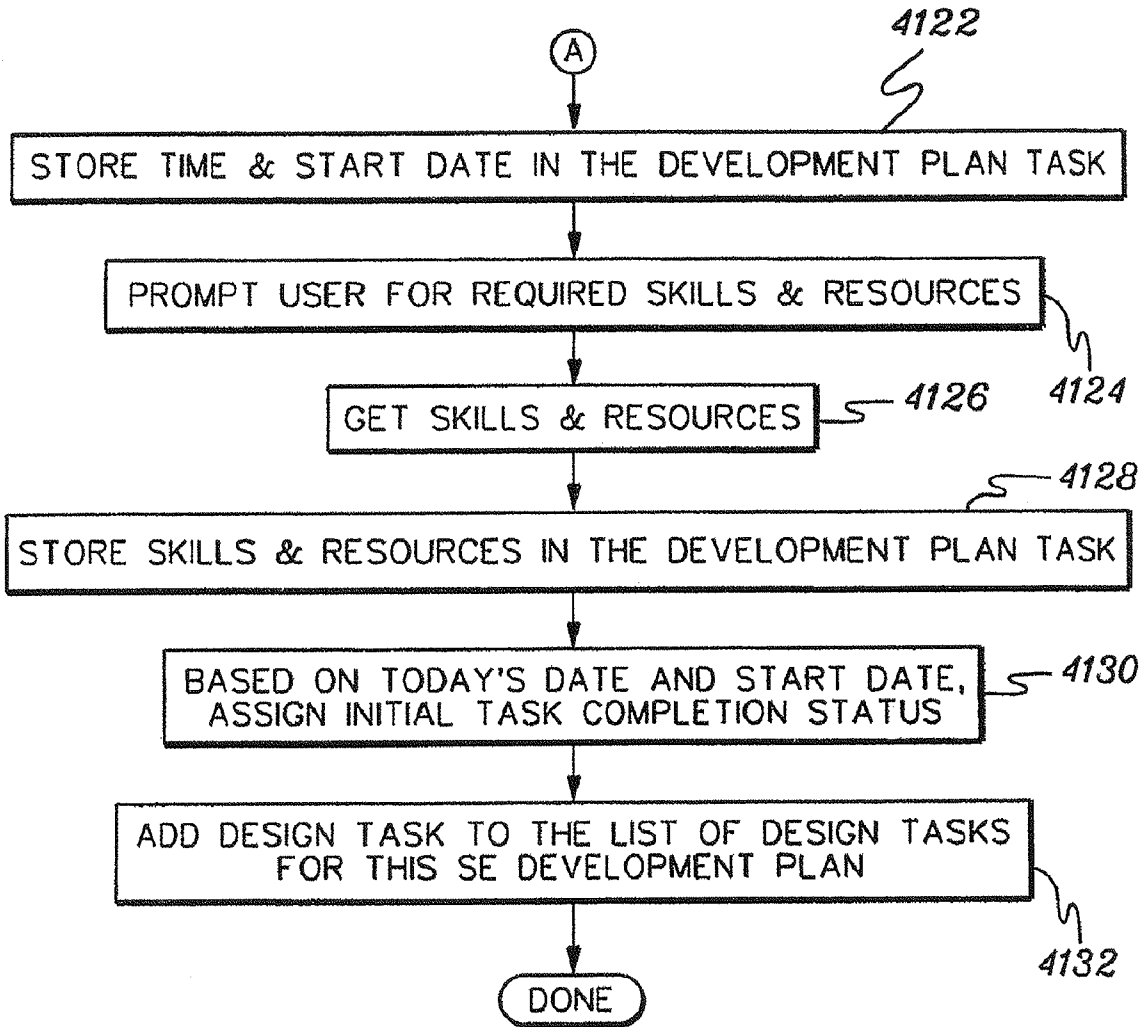 4122
A
STORE TIME & START DATE IN THE DEVELOPMENT PLAN TASK
PROMPT USER FOR REQUIRED SKILLS & RESOURCES
4124
GET SKILLS & RESOURCES
4126
4128
STORE SKILLS & RESOURCES IN THE DEVELOPMENT PLAN TASK
BASED ON TODAY'S DATE AND START DATE,
ASSIGN INITIAL TASK COMPLETION STATUS
4130
ADD DESIGN TASK TO THE LIST OF DESIGN TASKS
FOR THIS SE DEVELOPMENT PLAN
4132
DONE